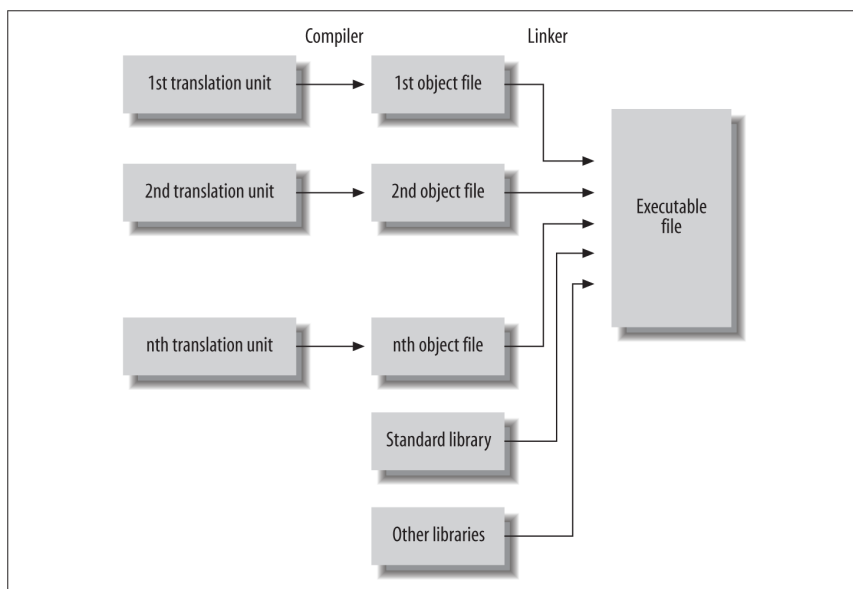 Compiler
Linker
1st translation unit
1st object file
2nd translation unit
2nd object file
Executable
file
nth translation unit
nth object file
Standard library
Other libraries